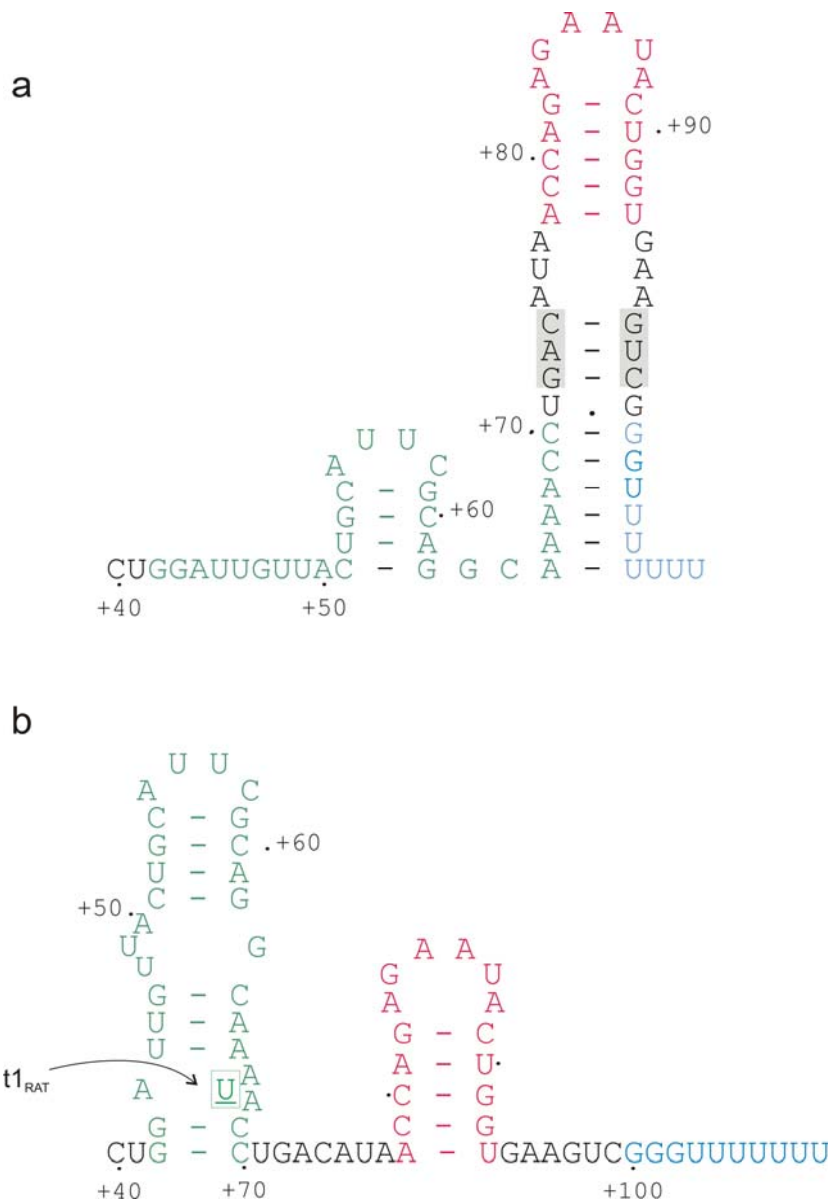 A A
G U
a
A A
G – C
A – U +90
+80 C – G
C – G
A – U
A G
U A
A A
C – G
A – U
G – C
U · G
U U +70 C – G
A C C – G
C – G A – U
G – C +60 A – U
U – A A – U
CUGGAUUGUUAC – G G C A – UUUU
+40 +50
b
U U
A C
C – G
G – C +60
U – A
C – G
+50 A
U G A A
U G U
G – C A A
U – A G – C
U – A A – U
A
t1RAT A U A C – G
G – C C – G
CUG – CUGACAUAA – UGAAGUCGGGUUUUUUU
+40 +70 +100